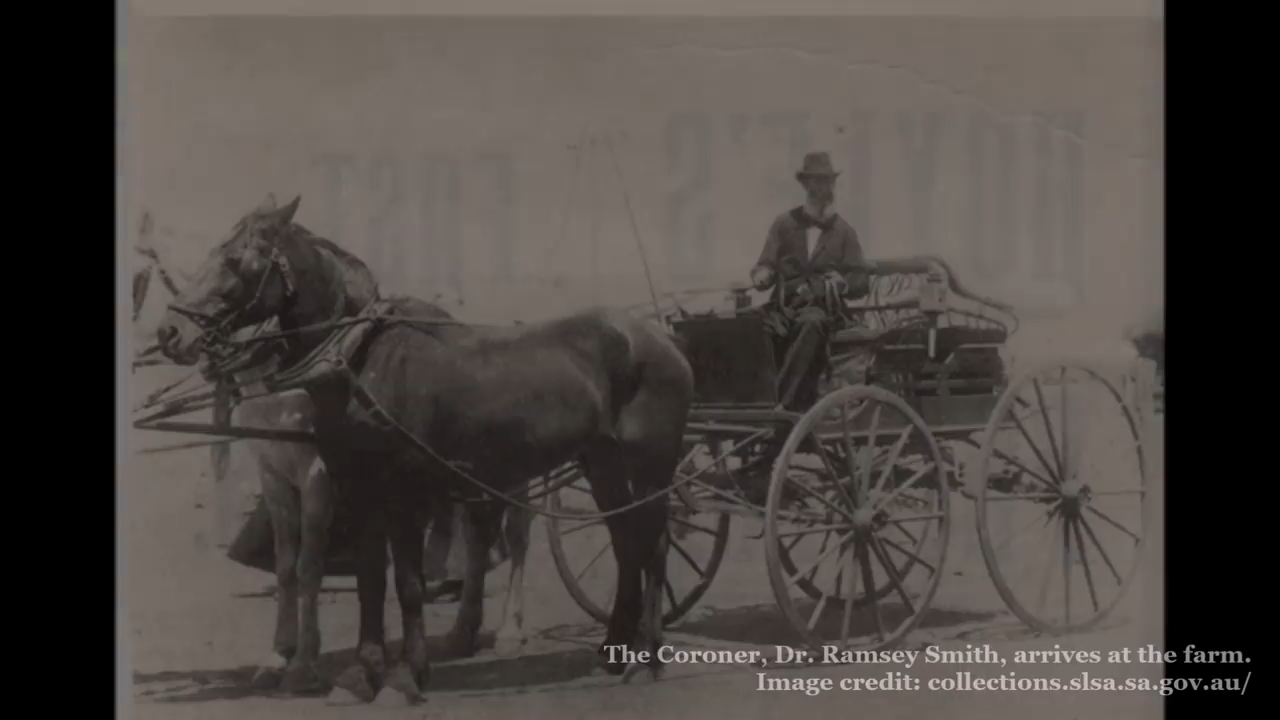 The Coroner, Dr. Ramsey Smith, arrives at the farm.
Image credit: collections.slsa.sa.gov.au/